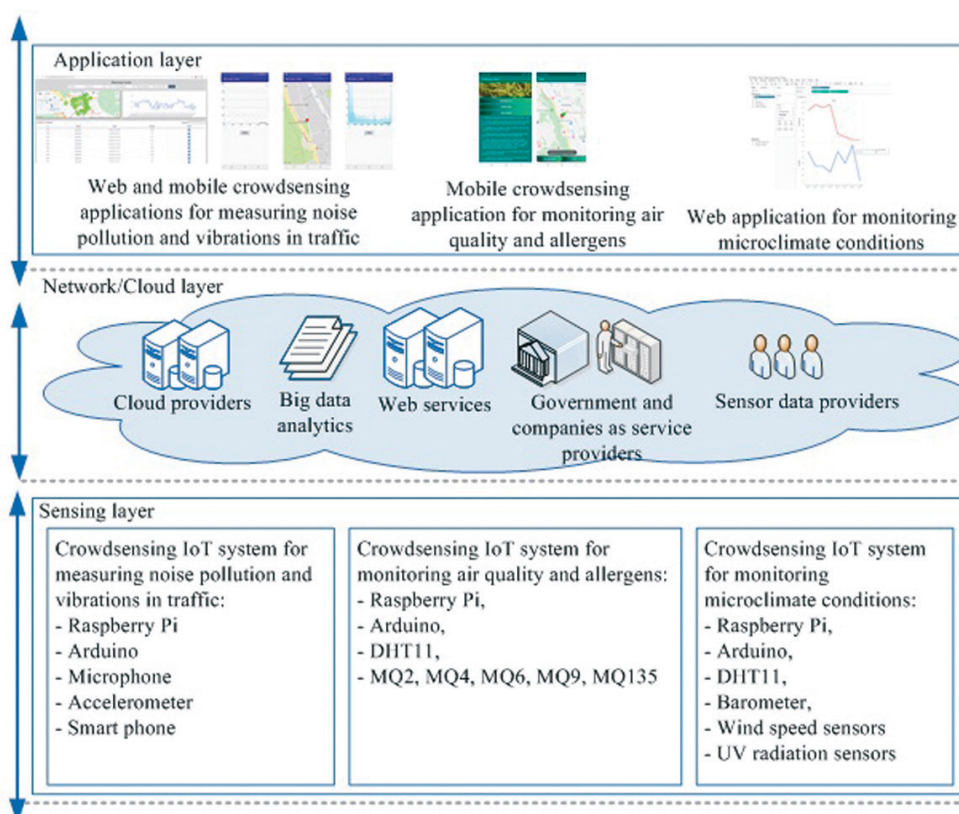 Application layer
Web and mobile crowdsensing
applications for measuring noise
pollution and vibrations in traffic
Mobile crowdsensing
application for monitoring air
quality and allergens
Web application for monitoring
microclimate conditions
Network/Cloud layer
Cloud providers
Big data
analytics
Web services
Government and
companies as service
providers
Sensor data providers
Sensing layer
Crowdsensing IoT system for
measuring noise pollution and
vibrations in traffic:
- Raspberry Pi
- Arduino
- Microphone
- Accelerometer
- Smart phone
Crowdsensing IoT system for
monitoring air quality and allergens:
- Raspberry Pi,
- Arduino,
- DHT11,
- MQ2, MQ4, MQ6, MQ9, MQ135
Crowdsensing IoT system
for monitoring
microclimate conditions:
- Raspberry Pi,
- Arduino,
- DHT11,
- Barometer,
- Wind speed sensors
- UV radiation sensors